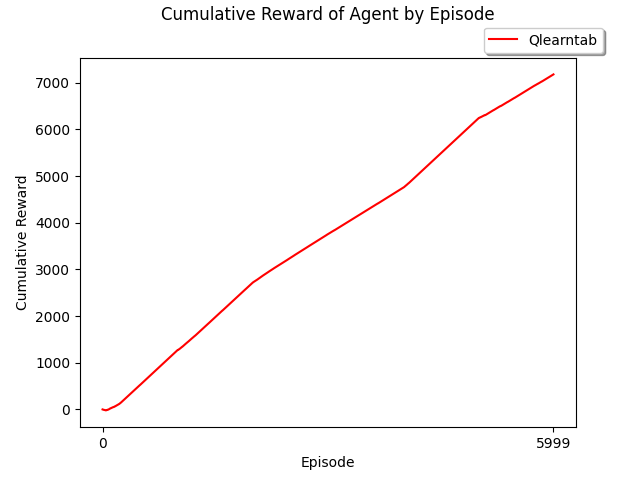 Cumulative Reward of Agent by Episode
Qlearntab
7000
6000
5000
4000
3000
2000
1000
0
Cumulative Reward
0 5999
Episode